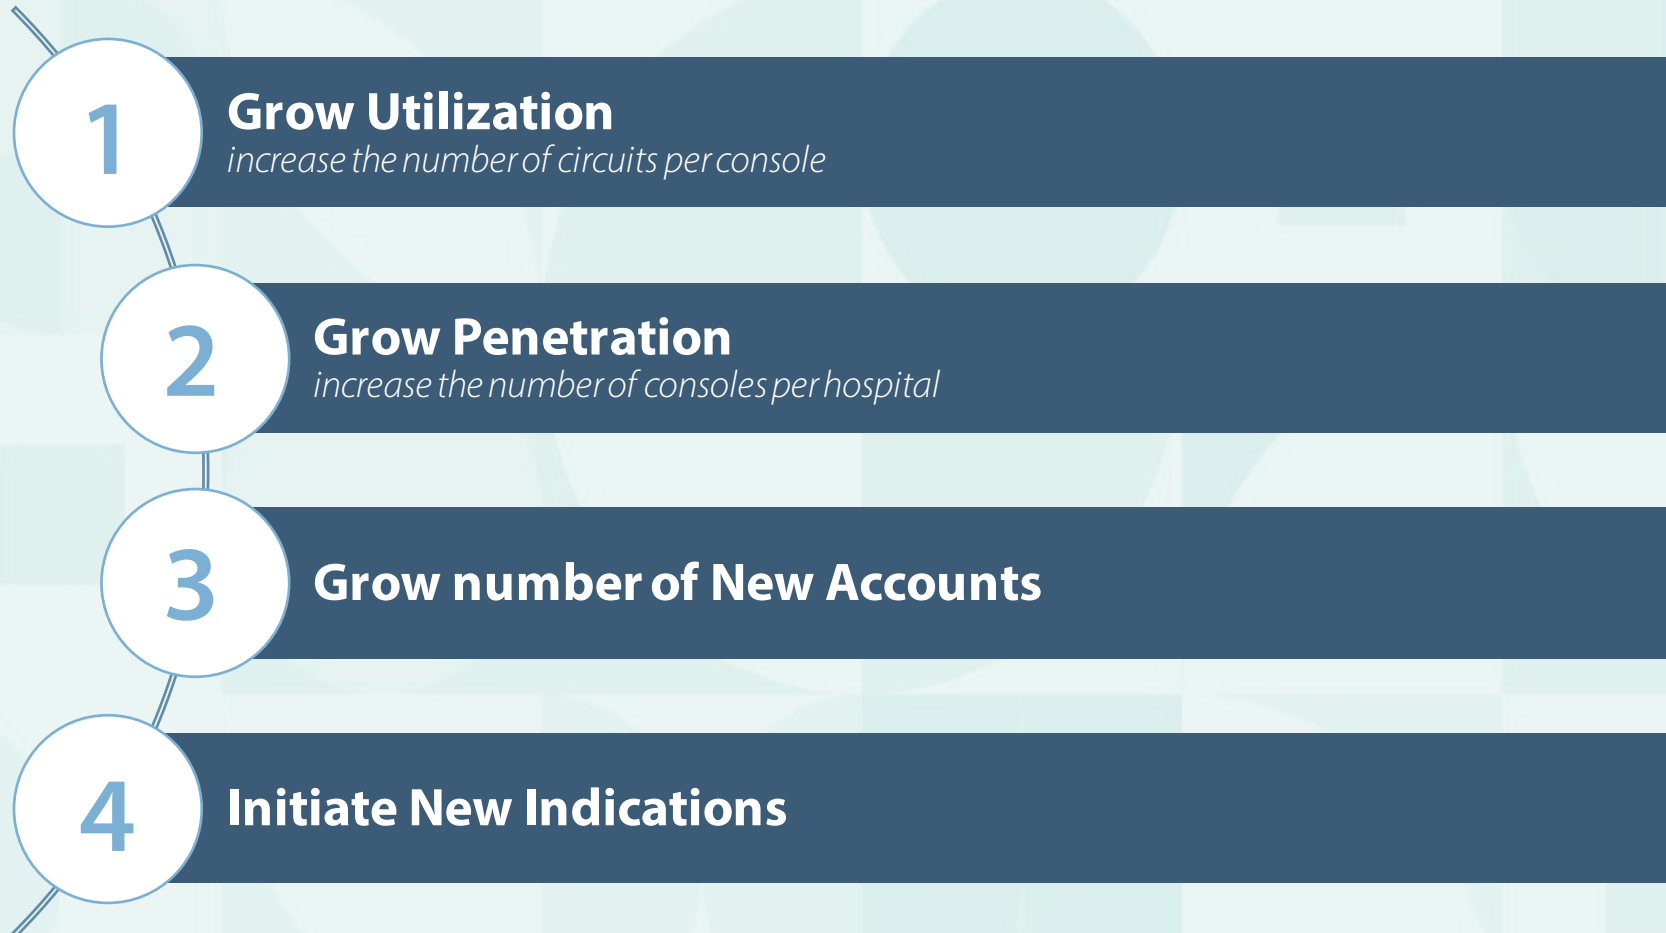 1
Grow Utilization
increase the number of circuits per console
2
Grow Penetration
increase the number of consoles per hospital
3
Grow number of New Accounts
4
Initiate New Indications